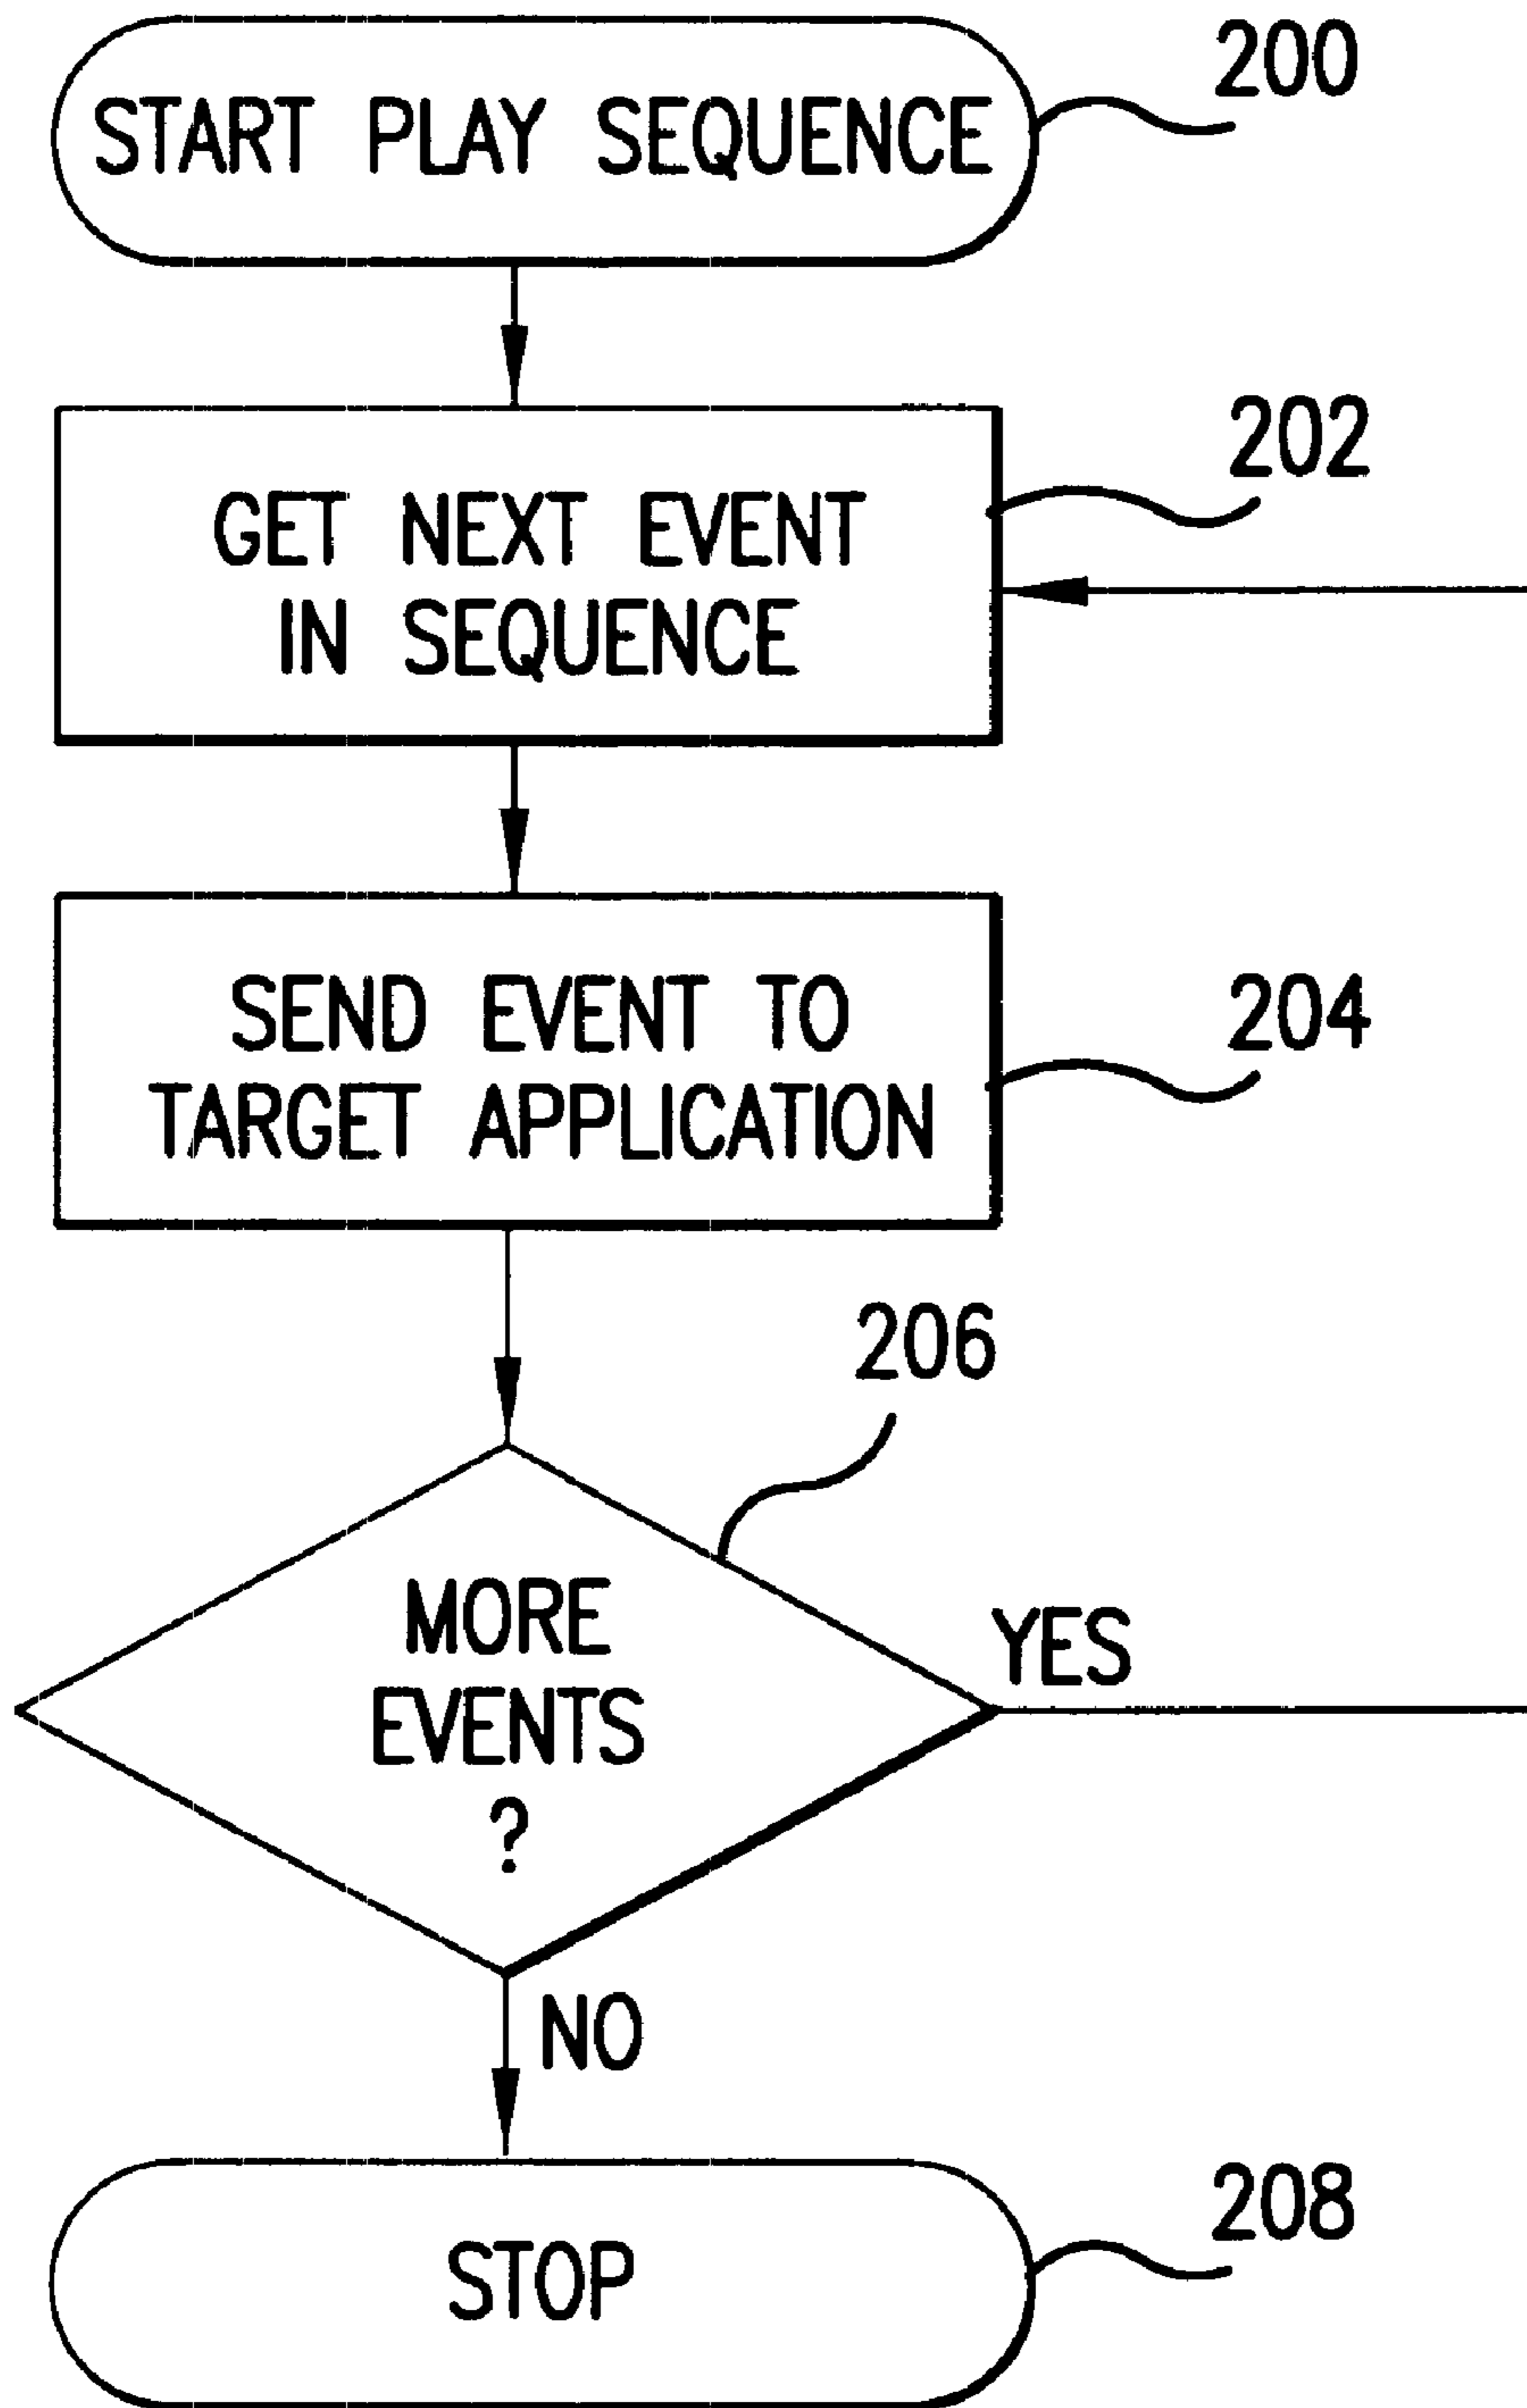 START PLAY SEQUENCE
200
202
GET NEXT EVENT
IN SEQUENCE
SEND EVENT TO
TARGET APPLICATION
204
206
MORE
EVENTS
?
YES
NO
208
STOP